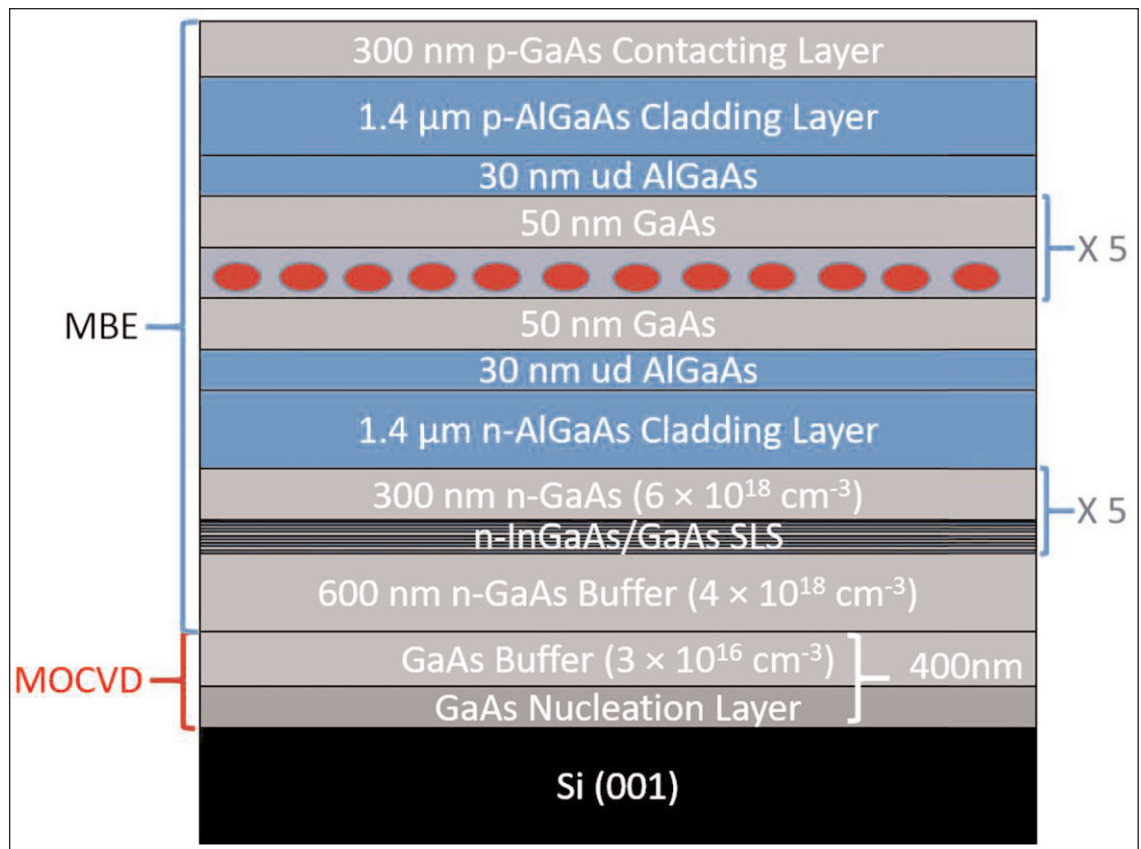 300 nm p-GaAs Contacting Layer
1.4 μm p-AlGaAs Cladding Layer
30 nm ud AlGaAs
50 nm GaAs
X 5
MBE
50 nm GaAs
30 nm ud AlGaAs
1.4 μm n-AlGaAs Cladding Layer
300 nm n-GaAs (6 × 10¹⁸ cm⁻³)
X 5
n-InGaAs/GaAs SLS
600 nm n-GaAs Buffer (4 × 10¹⁸ cm⁻³)
MOCVD
GaAs Buffer (3 × 10¹⁶ cm⁻³)
400nm
GaAs Nucleation Layer
Si (001)